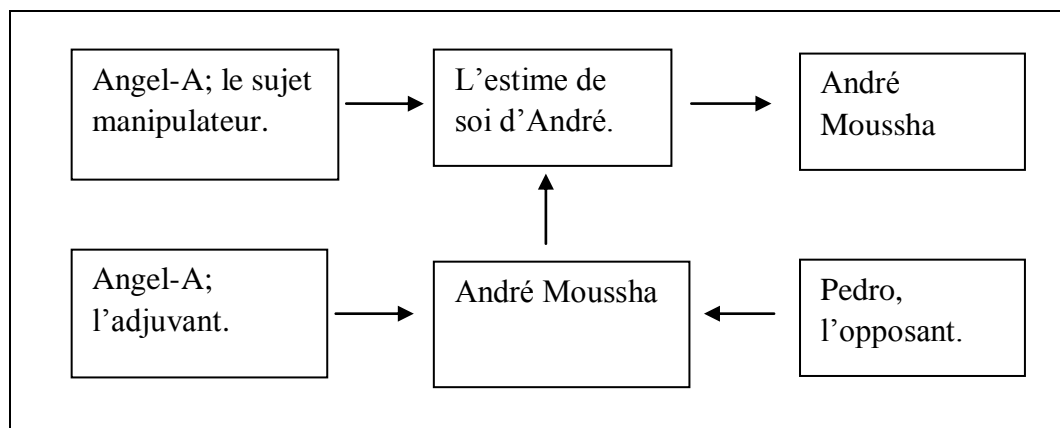 Angel-A; le sujet
manipulateur.
L’estime de
soi d’André.
André
Moussha
Angel-A;
l’adjuvant.
André Moussha
Pedro,
l’opposant.